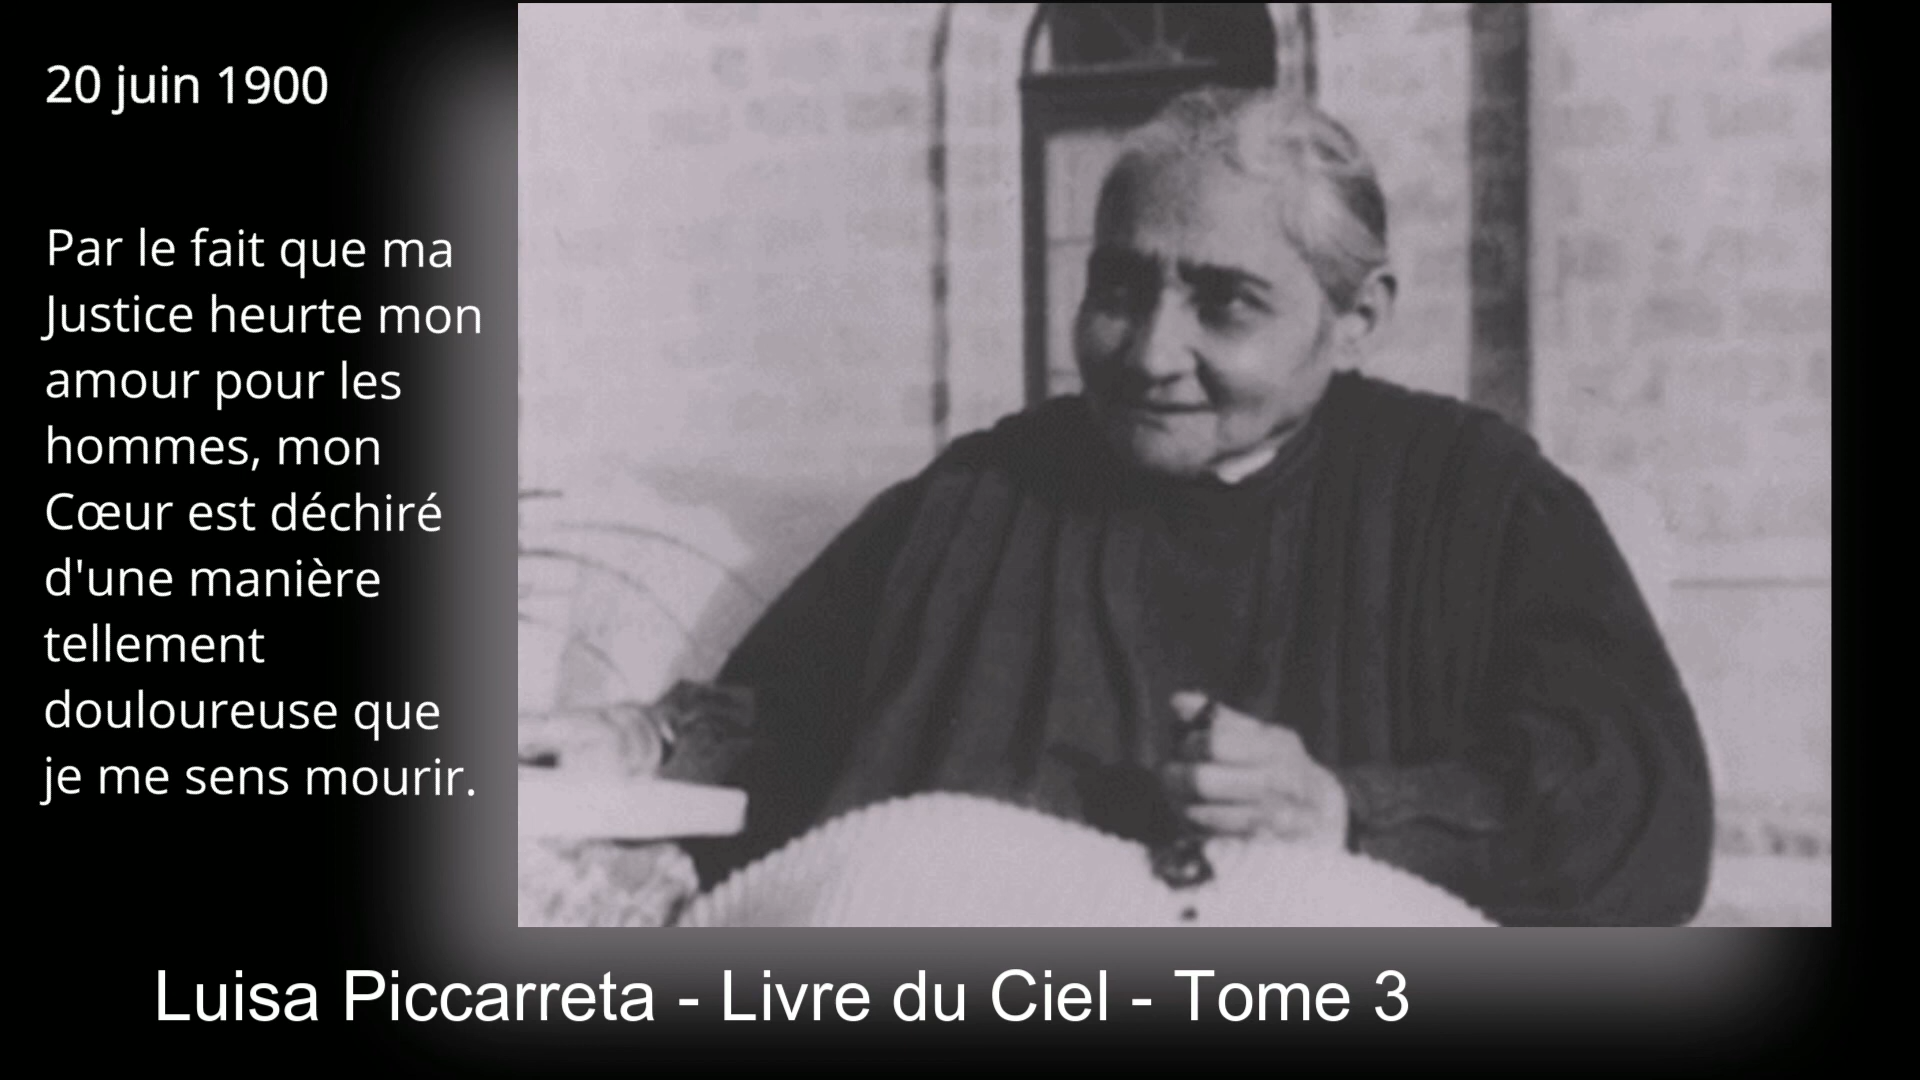 20 juin 1900
Par le fait que ma
Justice heurte mon
amour pour les
hommes, mon
Cœur est déchiré
d'une manière
tellement
douloureuse que
je me sens mourir.
Luisa Piccarreta - Livre du Ciel - Tome 3